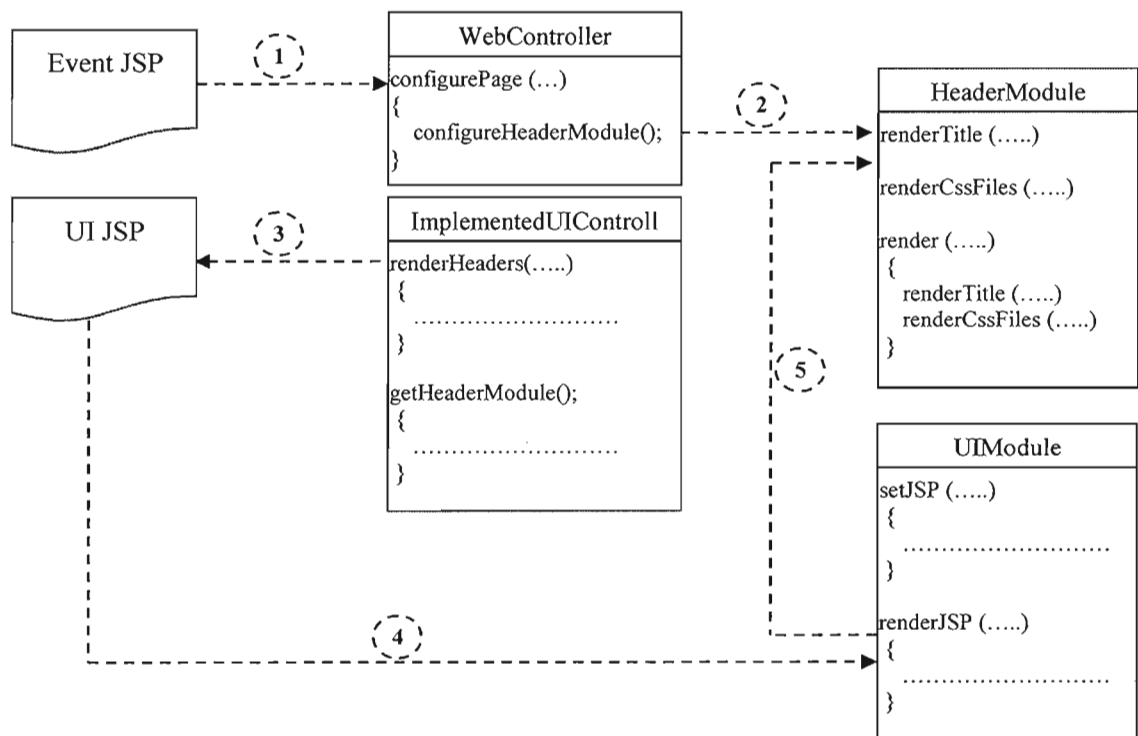 Event JSP
1
WebController
configurePage (...)
{
configureHeaderModule();
}
2
HeaderModule
renderTitle (.....)
renderCssFiles (.....)
render (.....)
{
renderTitle (.....)
renderCssFiles (.....)
}
UI JSP
3
ImplementedUIControll
renderHeaders(.....)
{
............................
}
getHeaderModule();
{
............................
}
5
UIModule
setJSP (.....)
{
............................
}
renderJSP (.....)
{
............................
}
4